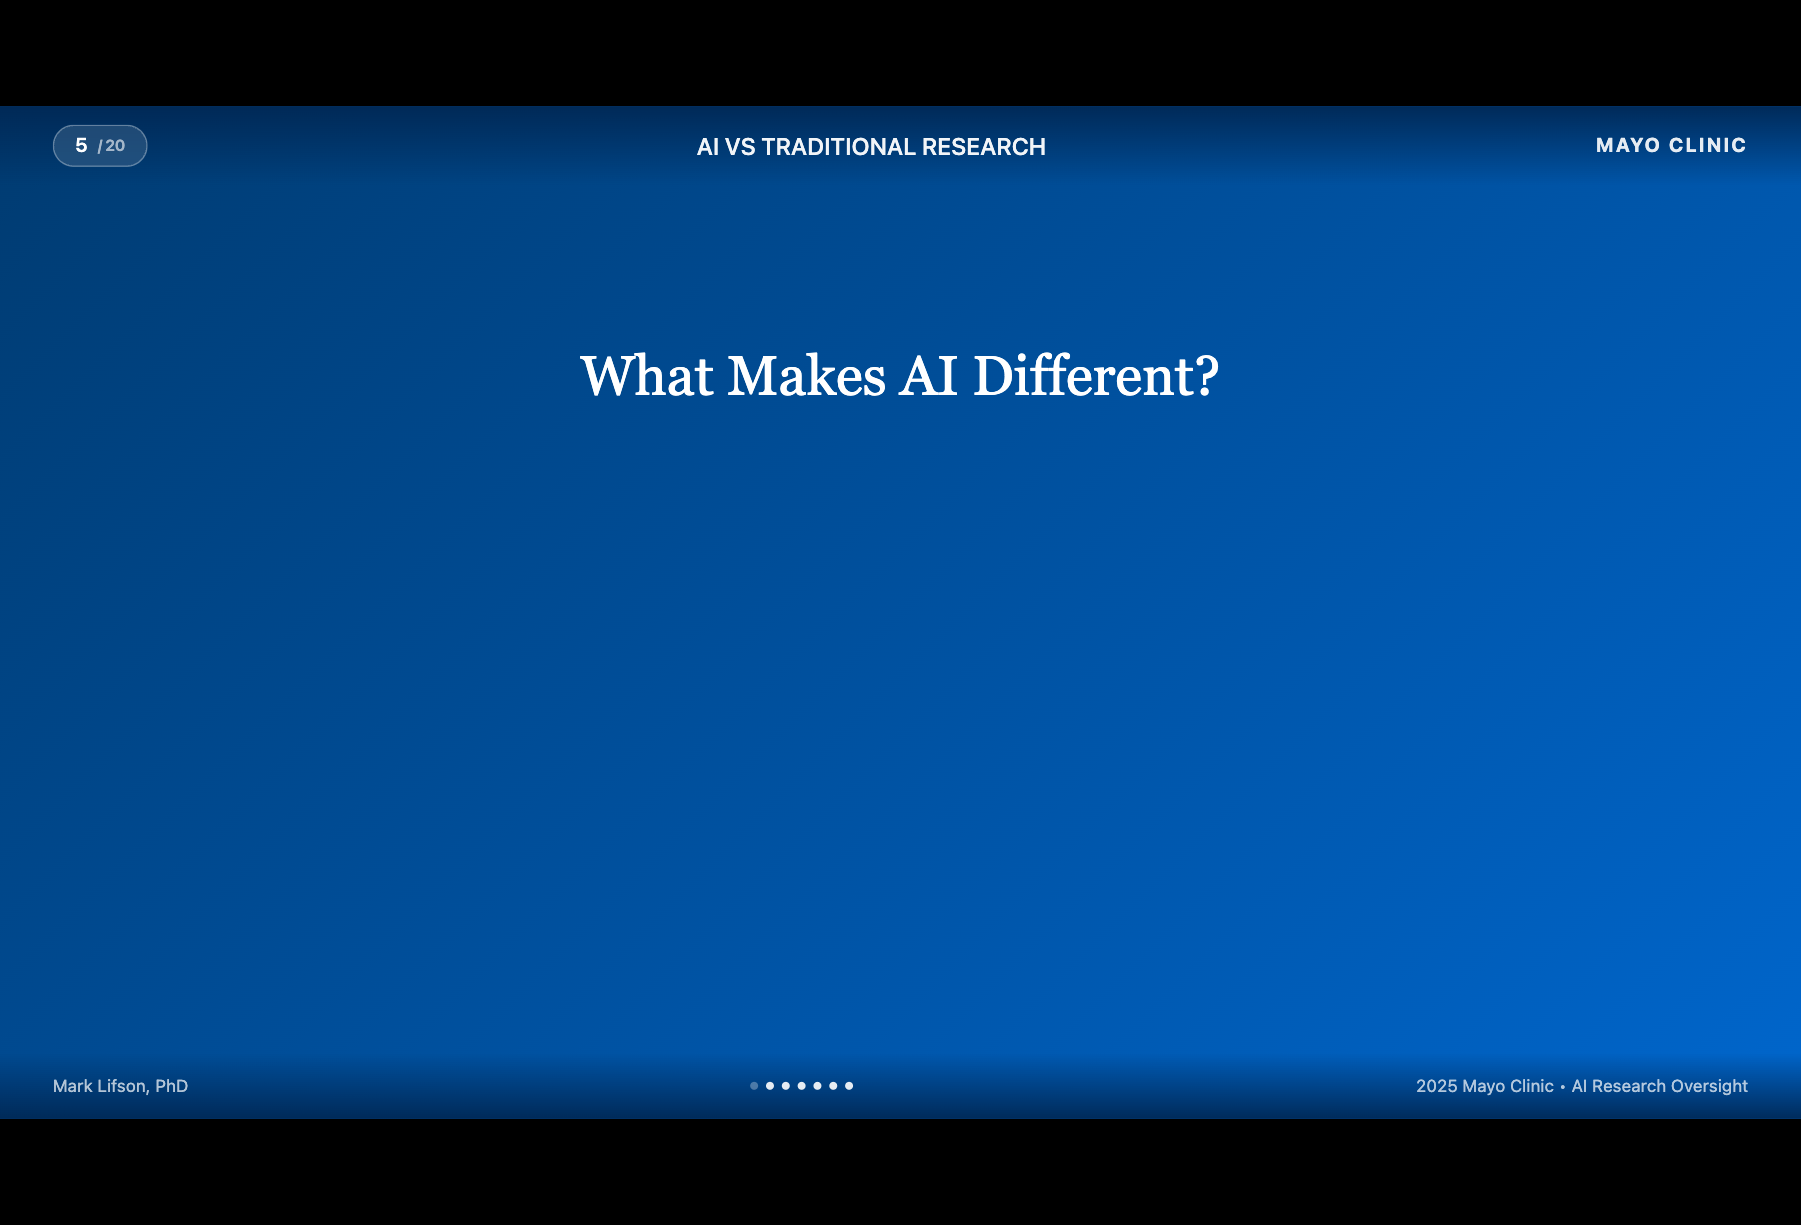 5 / 20
AI VS TRADITIONAL RESEARCH
MAYO CLINIC
What Makes AI Different?
Mark Lifson, PhD
2025 Mayo Clinic • AI Research Oversight